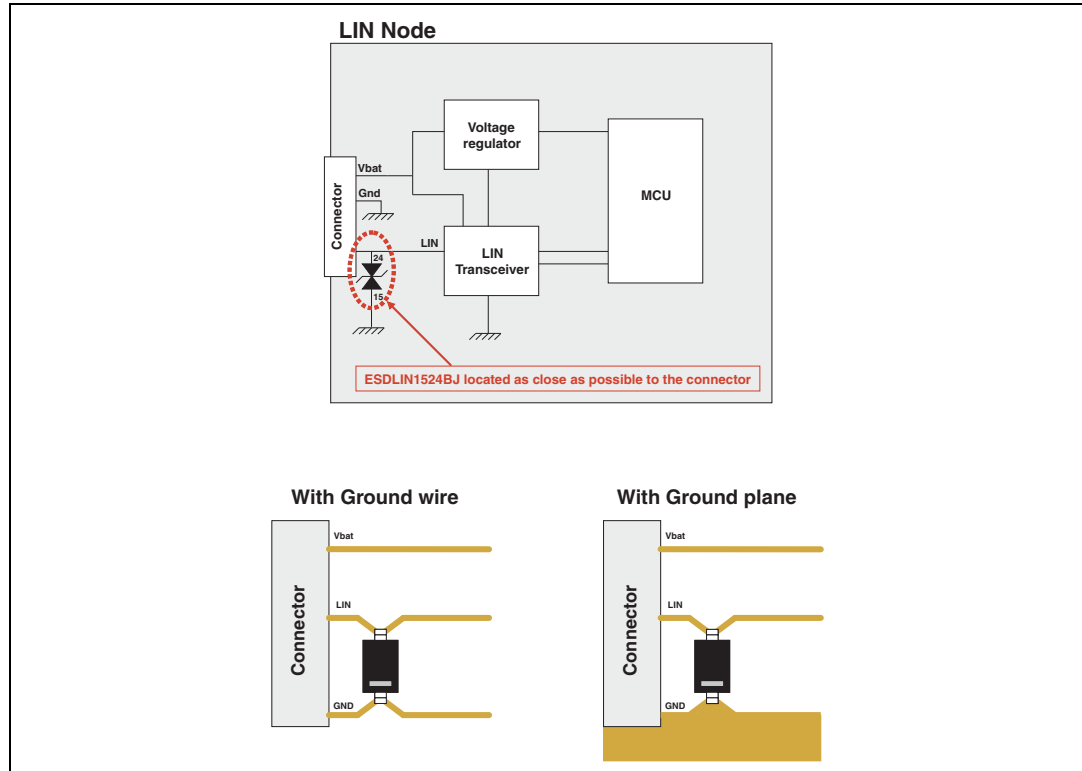 LIN Node
Voltage
regulator
MCU
Vbat
Gnd
Connector
LIN
LIN
Transceiver
24
15
ESDLIN1524BJ located as close as possible to the connector
With Ground wire
Vbat
Connector
LIN
GND
With Ground plane
Vbat
Connector
LIN
GND